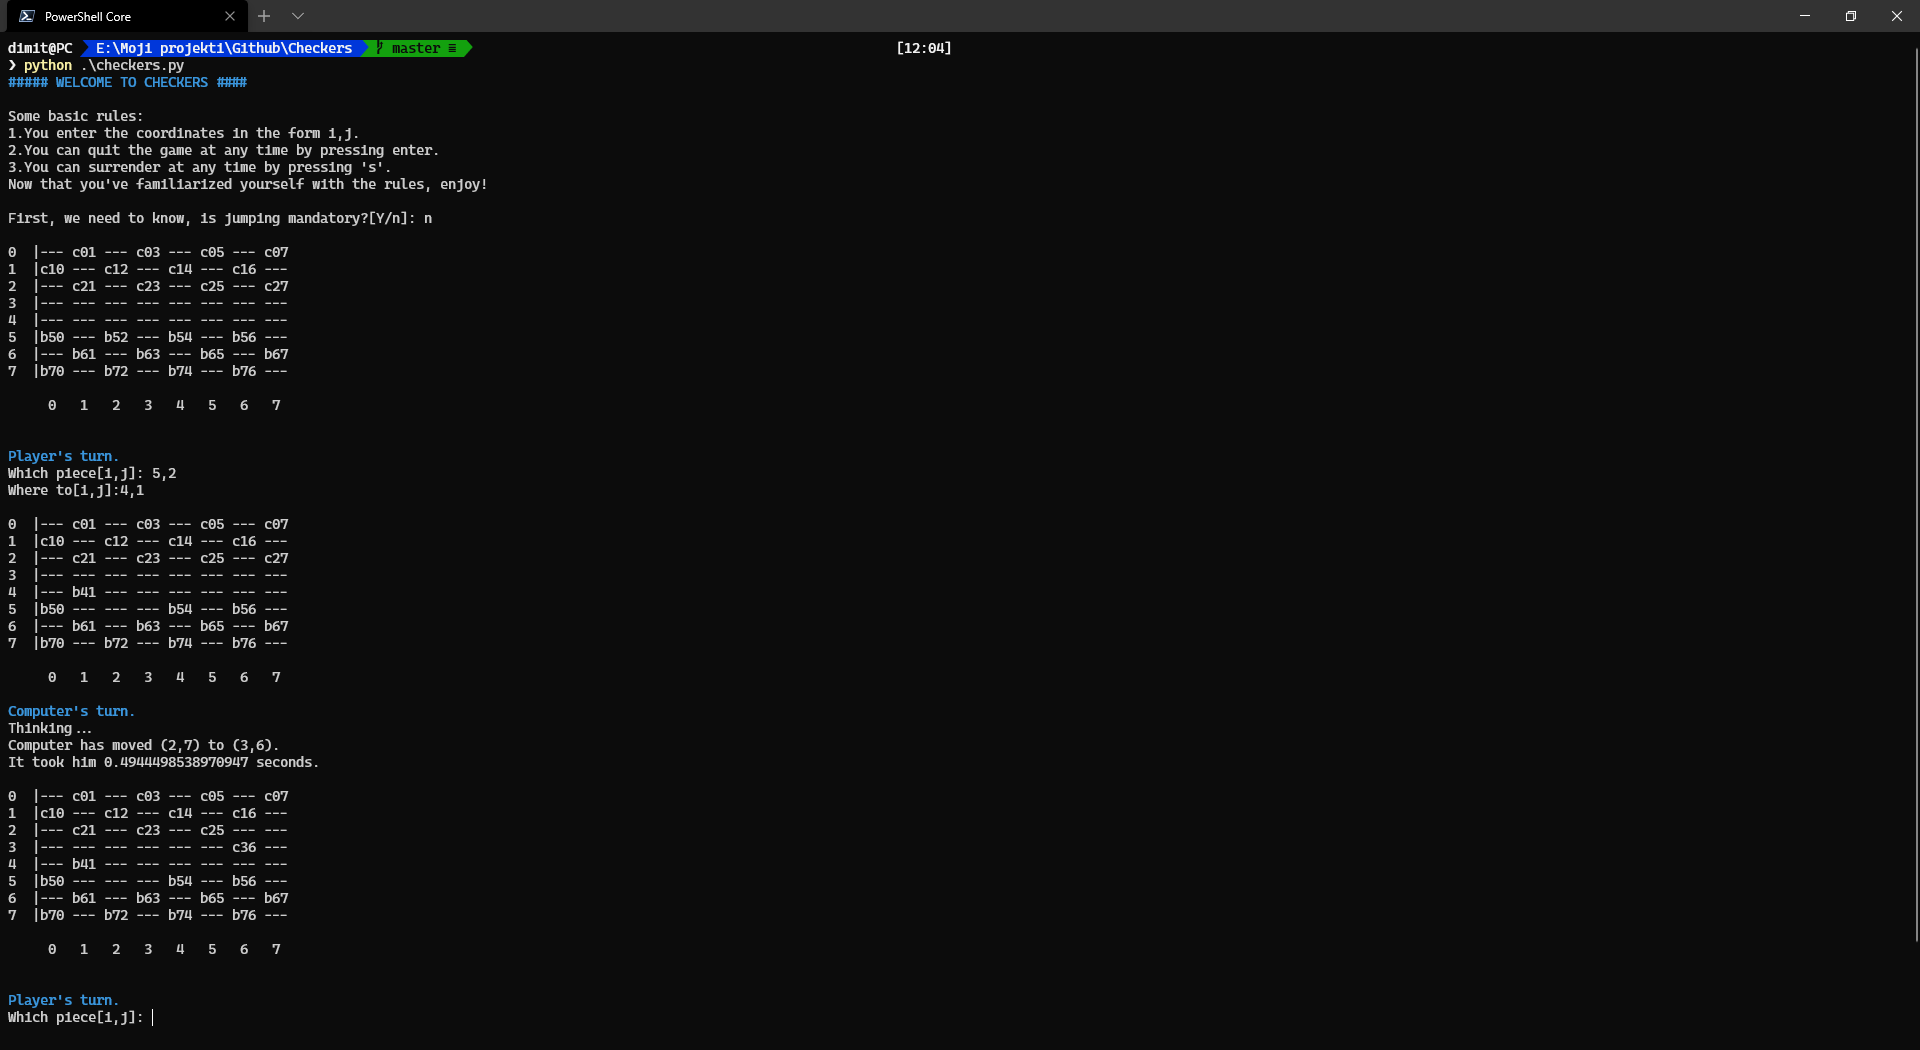 PowerShell Core
dimit@PC E:\Moji projekti\Github\Checkers master ≡ [12:04]
❯ python .\checkers.py
##### WELCOME TO CHECKERS ####
Some basic rules:
1.You enter the coordinates in the form i,j.
2.You can quit the game at any time by pressing enter.
3.You can surrender at any time by pressing 's'.
Now that you've familiarized yourself with the rules, enjoy!
First, we need to know, is jumping mandatory?[Y/n]: n
0  |--- c01 --- c03 --- c05 --- c07
1  |c10 --- c12 --- c14 --- c16 ---
2  |--- c21 --- c23 --- c25 --- c27
3  |--- --- --- --- --- --- --- ---
4  |--- --- --- --- --- --- --- ---
5  |b50 --- b52 --- b54 --- b56 ---
6  |--- b61 --- b63 --- b65 --- b67
7  |b70 --- b72 --- b74 --- b76 ---
0   1   2   3   4   5   6   7
Player's turn.
Which piece[i,j]: 5,2
Where to[i,j]:4,1
0  |--- c01 --- c03 --- c05 --- c07
1  |c10 --- c12 --- c14 --- c16 ---
2  |--- c21 --- c23 --- c25 --- c27
3  |--- --- --- --- --- --- --- ---
4  |--- b41 --- --- --- --- --- ---
5  |b50 --- --- --- b54 --- b56 ---
6  |--- b61 --- b63 --- b65 --- b67
7  |b70 --- b72 --- b74 --- b76 ---
0   1   2   3   4   5   6   7
Computer's turn.
Thinking...
Computer has moved (2,7) to (3,6).
It took him 0.4944498538970947 seconds.
0  |--- c01 --- c03 --- c05 --- c07
1  |c10 --- c12 --- c14 --- c16 ---
2  |--- c21 --- c23 --- c25 --- ---
3  |--- --- --- --- --- --- c36 ---
4  |--- b41 --- --- --- --- --- ---
5  |b50 --- --- --- b54 --- b56 ---
6  |--- b61 --- b63 --- b65 --- b67
7  |b70 --- b72 --- b74 --- b76 ---
0   1   2   3   4   5   6   7
Player's turn.
Which piece[i,j]: